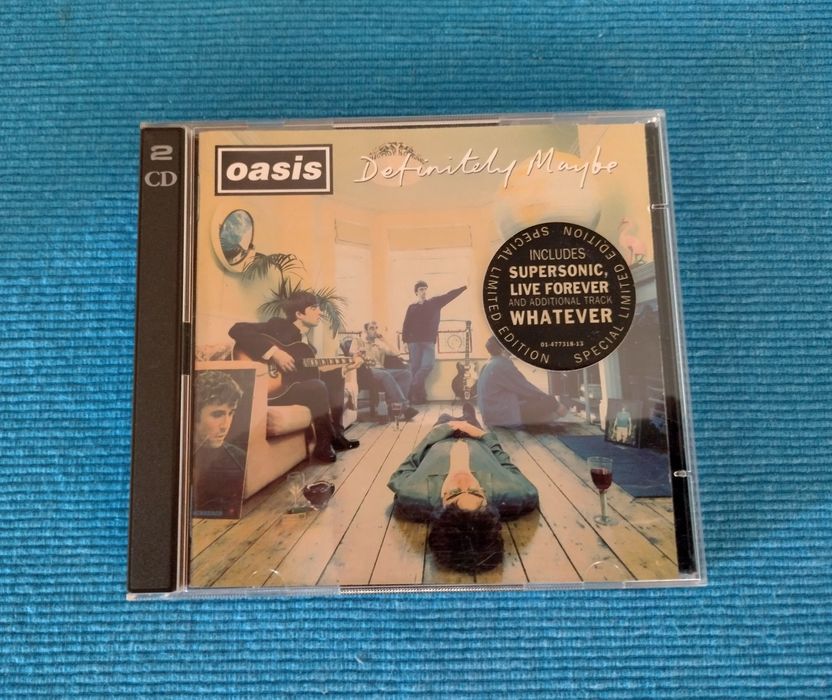 2
CD
oasis
Definitely Maybe
SPECIAL LIMITED EDITION SPECIAL LIMITED EDITION
INCLUDES
SUPERSONIC,
LIVE FOREVER
AND ADDITIONAL TRACK
WHATEVER
01-477318-13